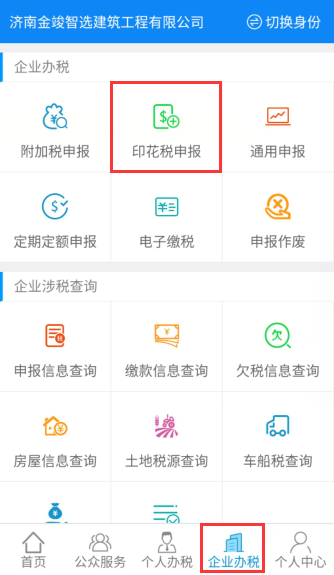 济南金竣智选建筑工程有限公司 切换身份
企业办税
附加税申报 印花税申报 通用申报
定期定额申报 电子缴税 申报作废
企业涉税查询
税 欠
申报信息查询 缴款信息查询 欠税信息查询
房屋信息查询 土地税源查询 车船税查询
首页 公众服务 个人办税 企业办税 个人中心